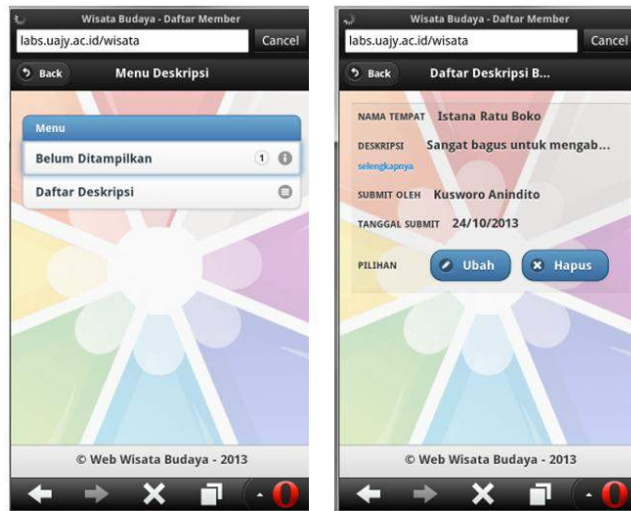 Wisata Budaya - Daftar Member
labs.uajy.ac.id/wisata Cancel
Back Menu Deskripsi
Menu
Belum Ditampilkan 1
Daftar Deskripsi
© Web Wisata Budaya - 2013
Wisata Budaya - Daftar Member
labs.uajy.ac.id/wisata Cancel
Back Daftar Deskripsi B...
NAMA TEMPAT Istana Ratu Boko
DESKRIPSI Sangat bagus untuk mengab...
selengkapnya
SUBMIT OLEH Kusworo Anindito
TANGGAL SUBMIT 24/10/2013
PILIHAN Ubah Hapus
© Web Wisata Budaya - 2013